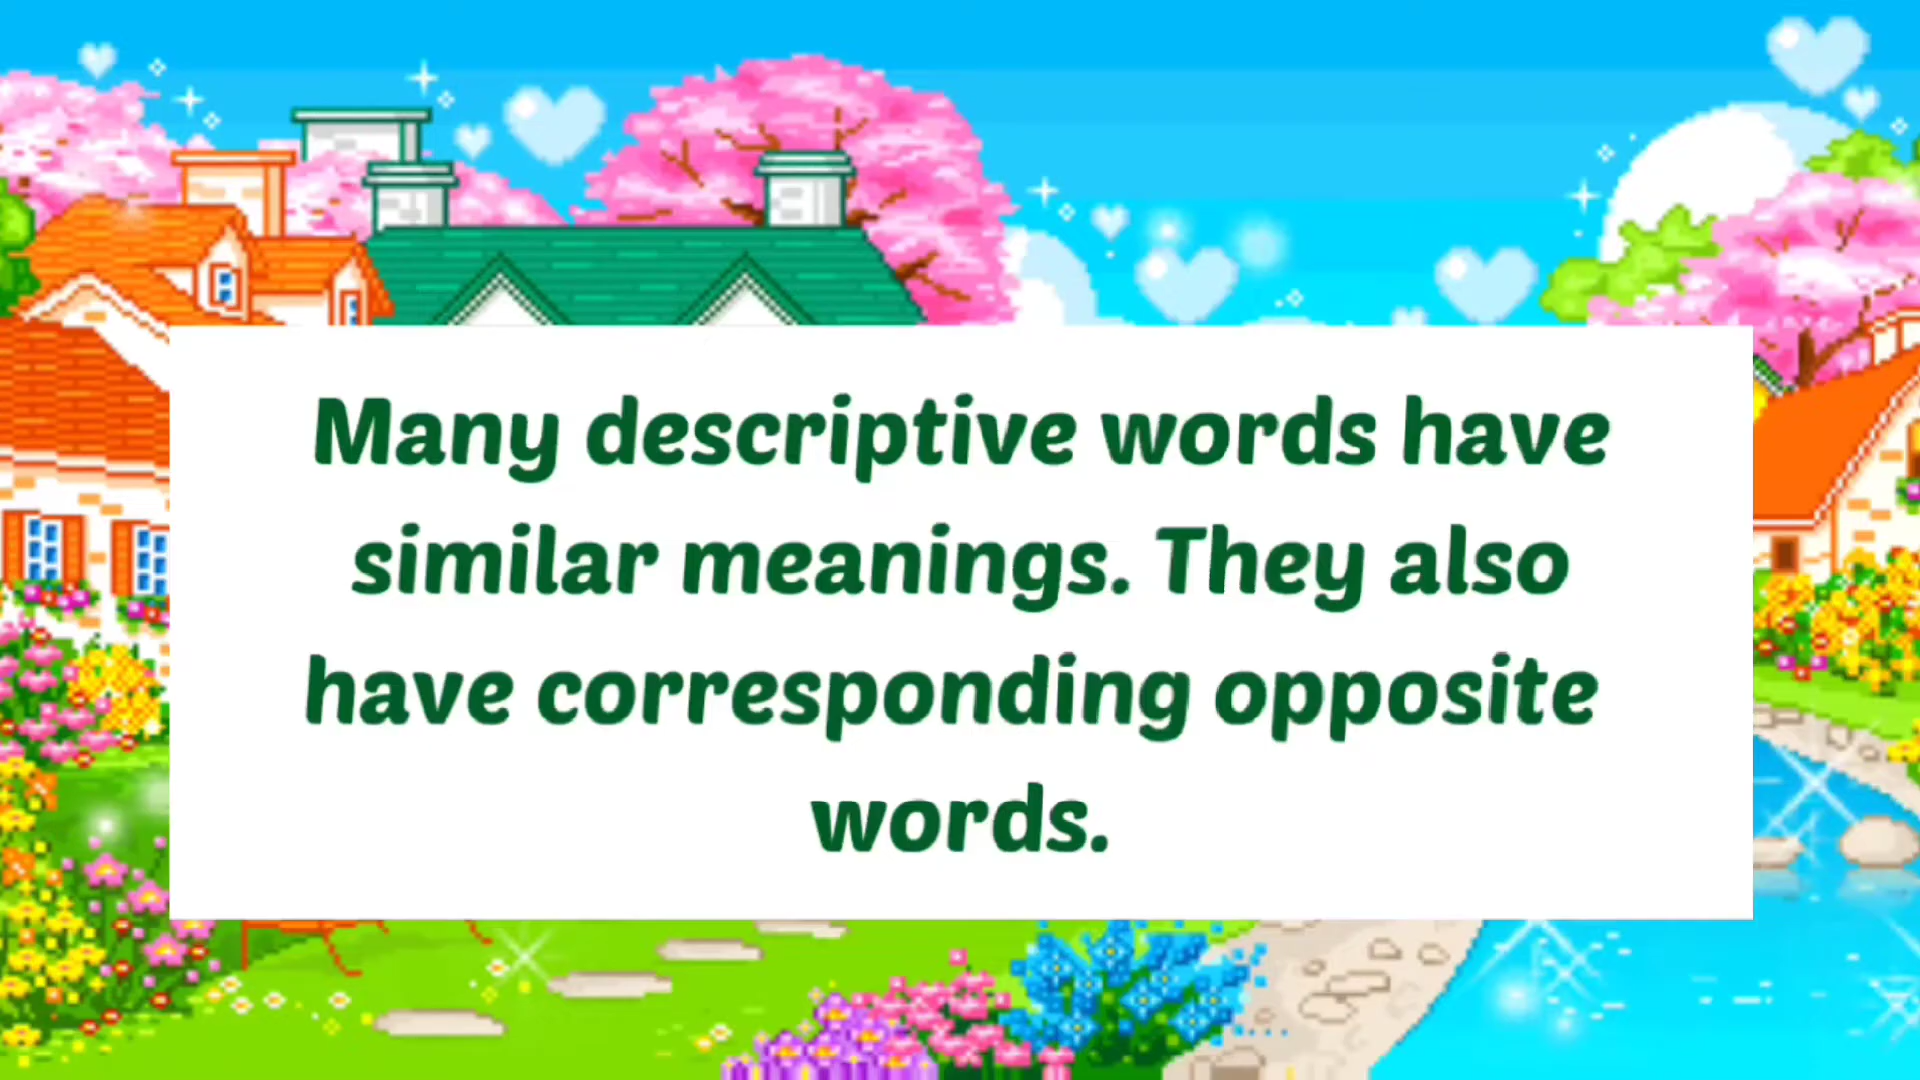 Many descriptive words have
similar meanings. They also
have corresponding opposite
words.